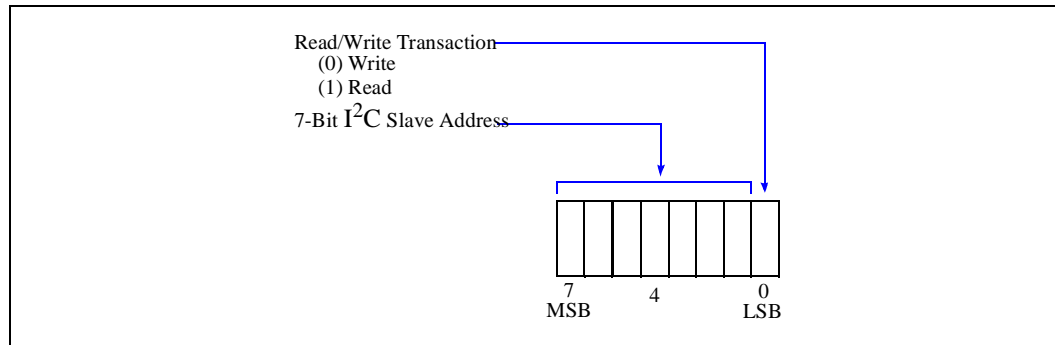 Read/Write Transaction
(0) Write
(1) Read
7-Bit I²C Slave Address
7 4 0
MSB LSB